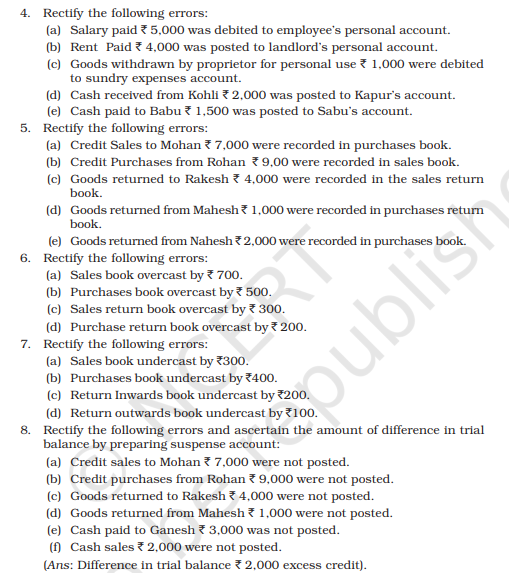 4. Rectify the following errors:
(a) Salary paid ₹ 5,000 was debited to employee's personal account.
(b) Rent Paid ₹ 4,000 was posted to landlord's personal account.
(c) Goods withdrawn by proprietor for personal use ₹ 1,000 were debited
to sundry expenses account.
(d) Cash received from Kohli ₹ 2,000 was posted to Kapur's account.
(e) Cash paid to Babu ₹ 1,500 was posted to Sabu's account.
5. Rectify the following errors:
(a) Credit Sales to Mohan ₹ 7,000 were recorded in purchases book.
(b) Credit Purchases from Rohan ₹ 9,00 were recorded in sales book.
(c) Goods returned to Rakesh ₹ 4,000 were recorded in the sales return
book.
(d) Goods returned from Mahesh ₹ 1,000 were recorded in purchases return
book.
(e) Goods returned from Nahesh ₹ 2,000 were recorded in purchases book.
6. Rectify the following errors:
(a) Sales book overcast by ₹ 700.
(b) Purchases book overcast by ₹ 500.
(c) Sales return book overcast by ₹ 300.
(d) Purchase return book overcast by ₹ 200.
7. Rectify the following errors:
(a) Sales book undercast by ₹300.
(b) Purchases book undercast by ₹400.
(c) Return Inwards book undercast by ₹200.
(d) Return outwards book undercast by ₹100.
8. Rectify the following errors and ascertain the amount of difference in trial
balance by preparing suspense account:
(a) Credit sales to Mohan ₹ 7,000 were not posted.
(b) Credit purchases from Rohan ₹ 9,000 were not posted.
(c) Goods returned to Rakesh ₹ 4,000 were not posted.
(d) Goods returned from Mahesh ₹ 1,000 were not posted.
(e) Cash paid to Ganesh ₹ 3,000 was not posted.
(f) Cash sales ₹ 2,000 were not posted.
(Ans: Difference in trial balance ₹ 2,000 excess credit).
© NCERT
be republish